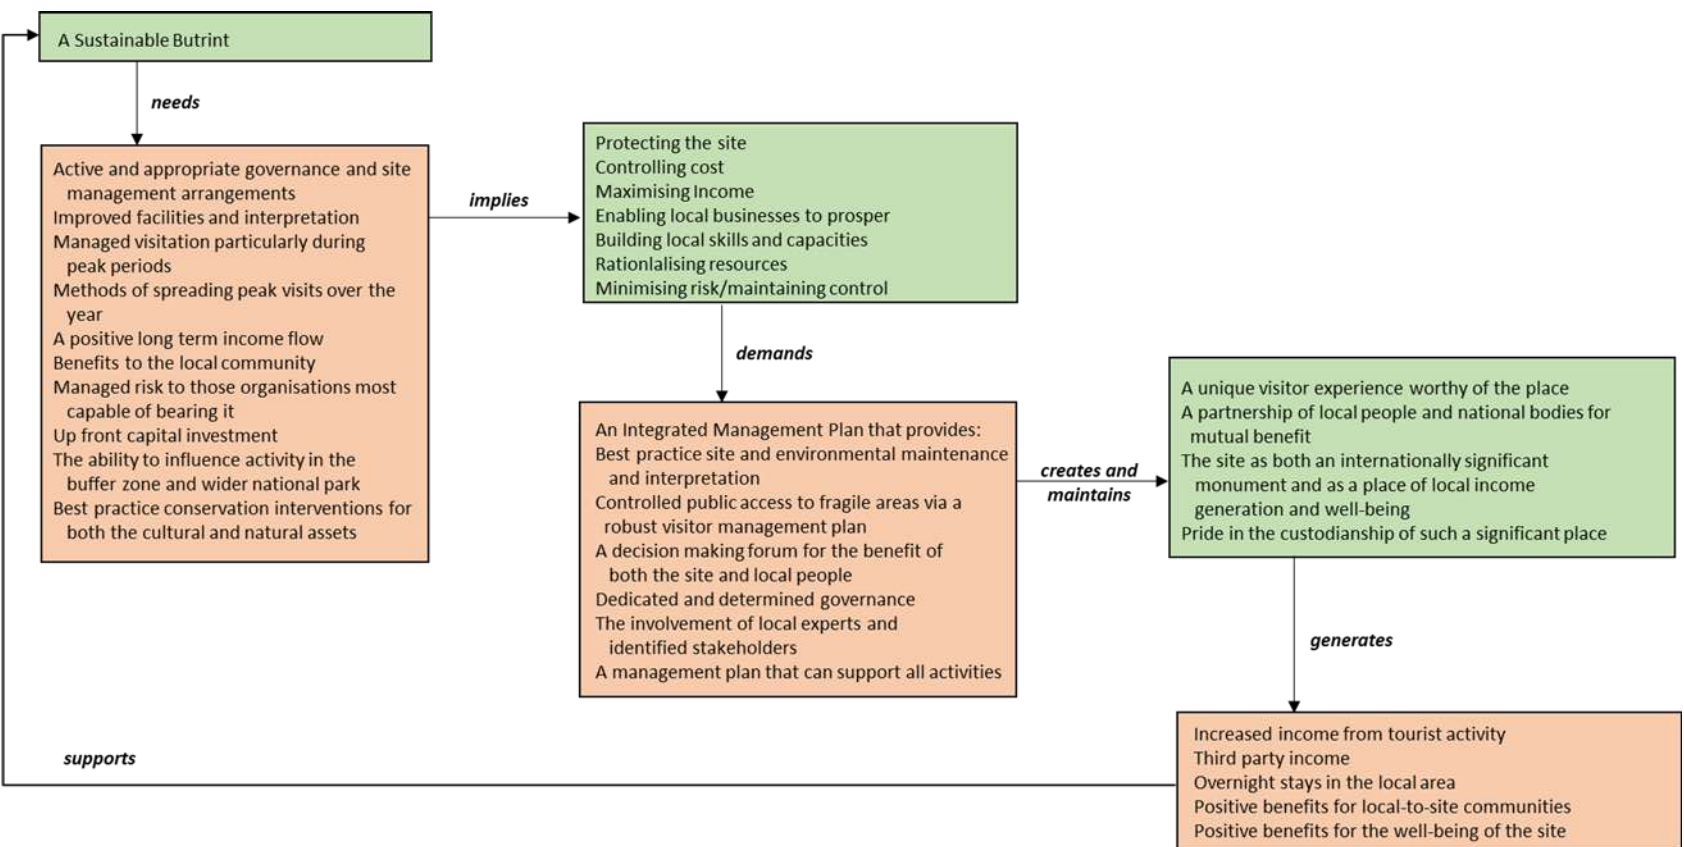 A Sustainable Butrint
needs
Active and appropriate governance and site
management arrangements
Improved facilities and interpretation
Managed visitation particularly during
peak periods
Methods of spreading peak visits over the
year
A positive long term income flow
Benefits to the local community
Managed risk to those organisations most
capable of bearing it
Up front capital investment
The ability to influence activity in the
buffer zone and wider national park
Best practice conservation interventions for
both the cultural and natural assets
implies
Protecting the site
Controlling cost
Maximising Income
Enabling local businesses to prosper
Building local skills and capacities
Rationlalising resources
Minimising risk/maintaining control
demands
An Integrated Management Plan that provides:
Best practice site and environmental maintenance
and interpretation
Controlled public access to fragile areas via a
robust visitor management plan
A decision making forum for the benefit of
both the site and local people
Dedicated and determined governance
The involvement of local experts and
identified stakeholders
A management plan that can support all activities
creates and
maintains
A unique visitor experience worthy of the place
A partnership of local people and national bodies for
mutual benefit
The site as both an internationally significant
monument and as a place of local income
generation and well-being
Pride in the custodianship of such a significant place
generates
Increased income from tourist activity
Third party income
Overnight stays in the local area
Positive benefits for local-to-site communities
Positive benefits for the well-being of the site
supports